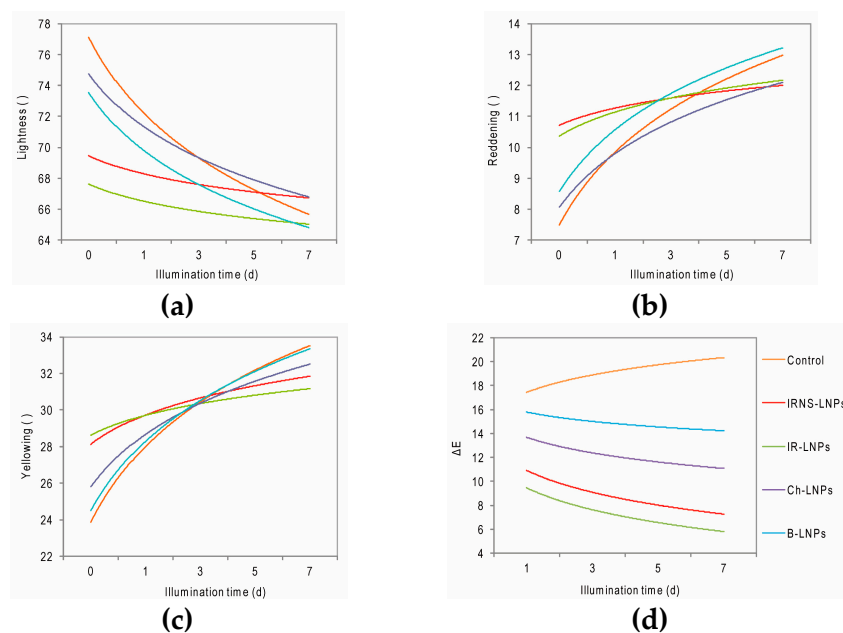 78
76
74
72
70
68
66
64
Lightness ( )
0 1 3 5 7
Illumination time (d)
(a)
14
13
12
11
10
9
8
7
Reddening ( )
0 1 3 5 7
Illumination time (d)
(b)
34
32
30
28
26
24
22
Yellowing ( )
0 1 3 5 7
Illumination time (d)
(c)
22
20
18
16
14
12
10
8
6
4
ΔE
1 3 5 7
Illumination time (d)
Control
IRNS-LNPs
IR-LNPs
Ch-LNPs
B-LNPs
(d)